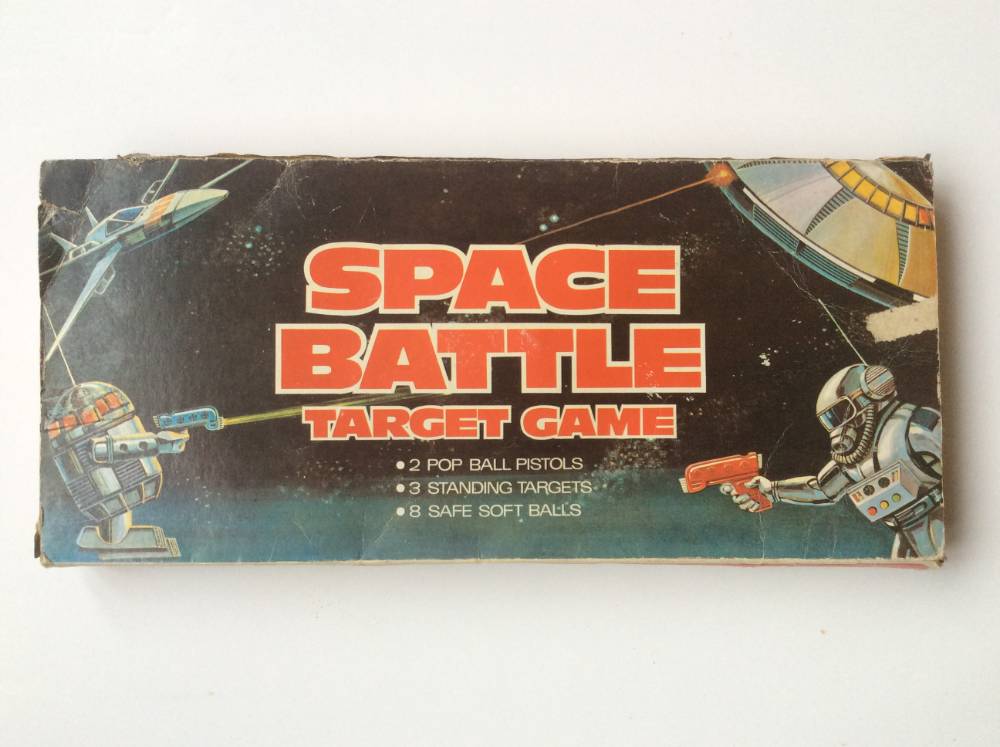 SPACE
BATTLE
TARGET GAME
• 2 POP BALL PISTOLS
• 3 STANDING TARGETS
• 8 SAFE SOFT BALLS